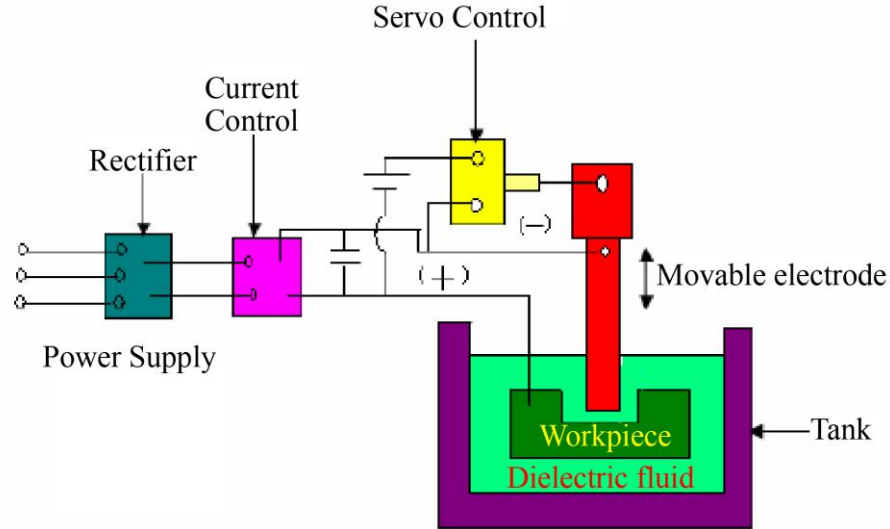 Servo Control
Current
Control
Rectifier
(−)
(+)
Movable electrode
Power Supply
Workpiece
Tank
Dielectric fluid